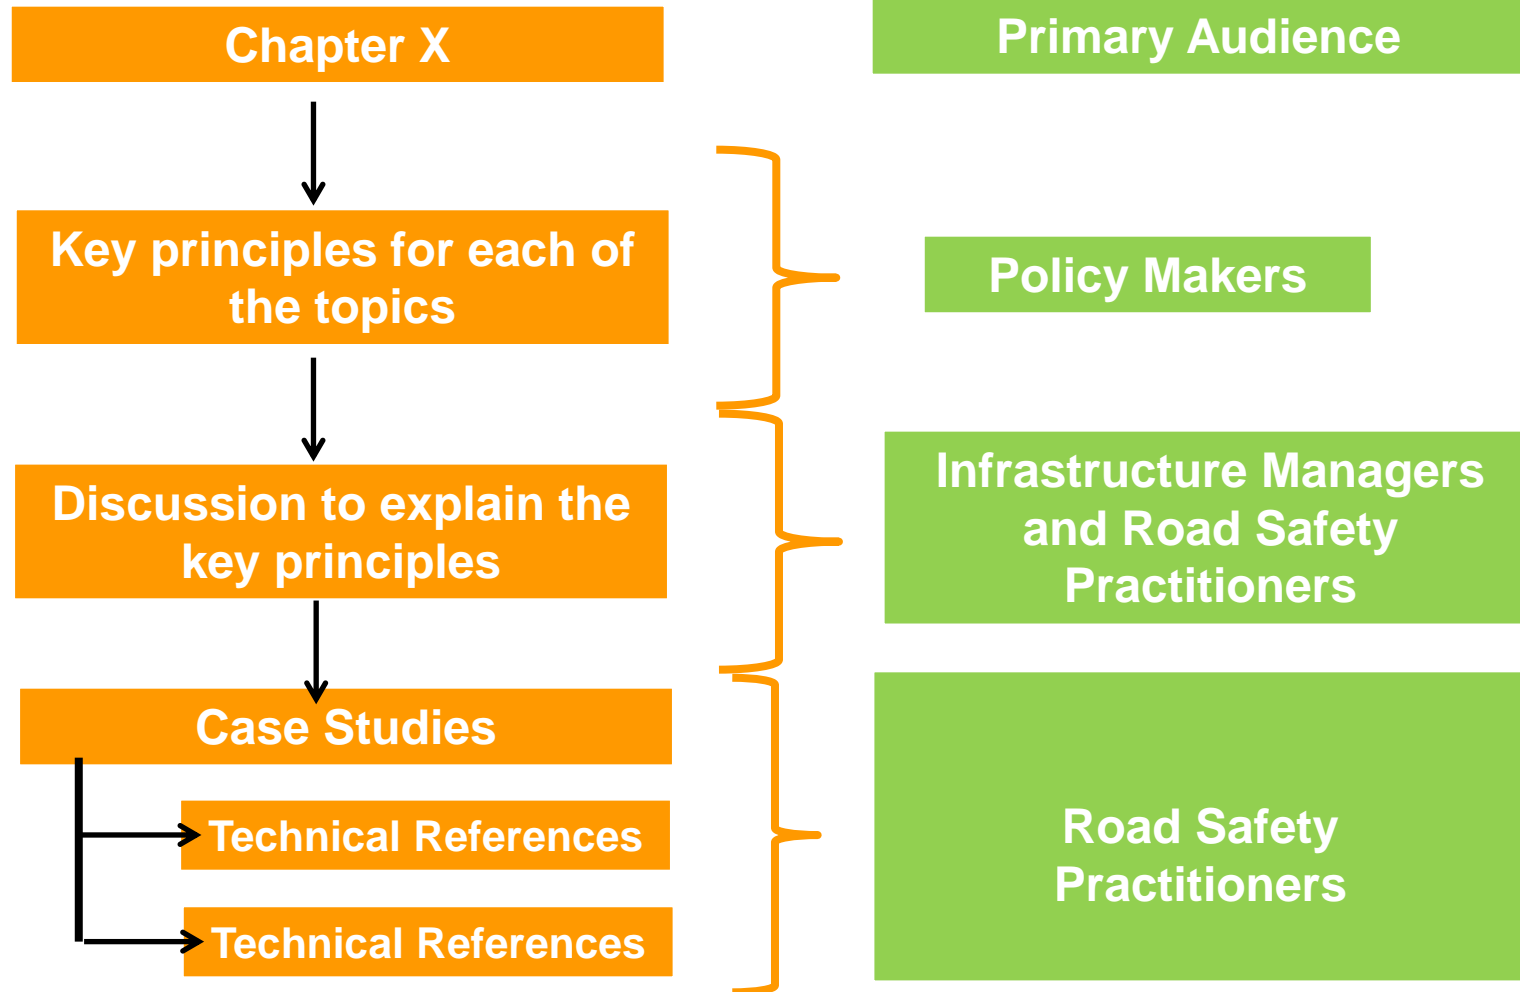 Chapter X
Primary Audience
Key principles for each of
the topics
Policy Makers
Discussion to explain the
key principles
Infrastructure Managers
and Road Safety
Practitioners
Case Studies
Technical References
Technical References
Road Safety
Practitioners